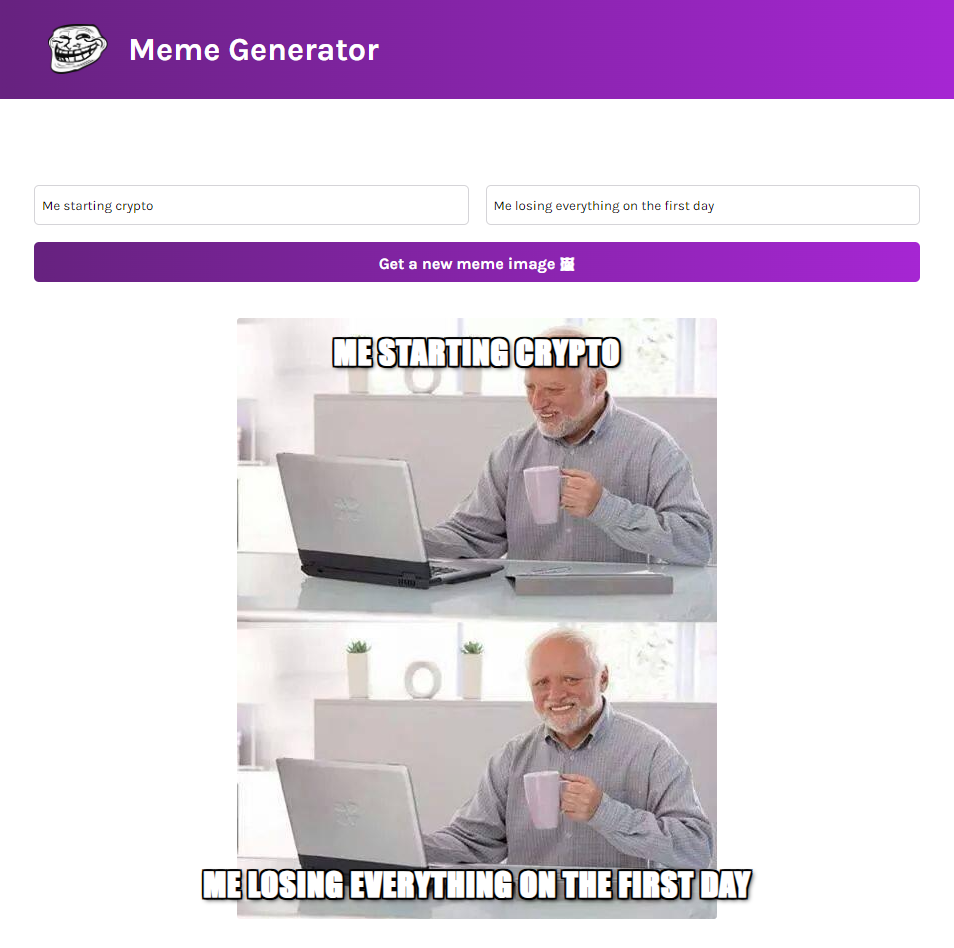 Meme Generator
Me starting crypto
Me losing everything on the first day
Get a new meme image 🖼
ME STARTING CRYPTO
ME LOSING EVERYTHING ON THE FIRST DAY